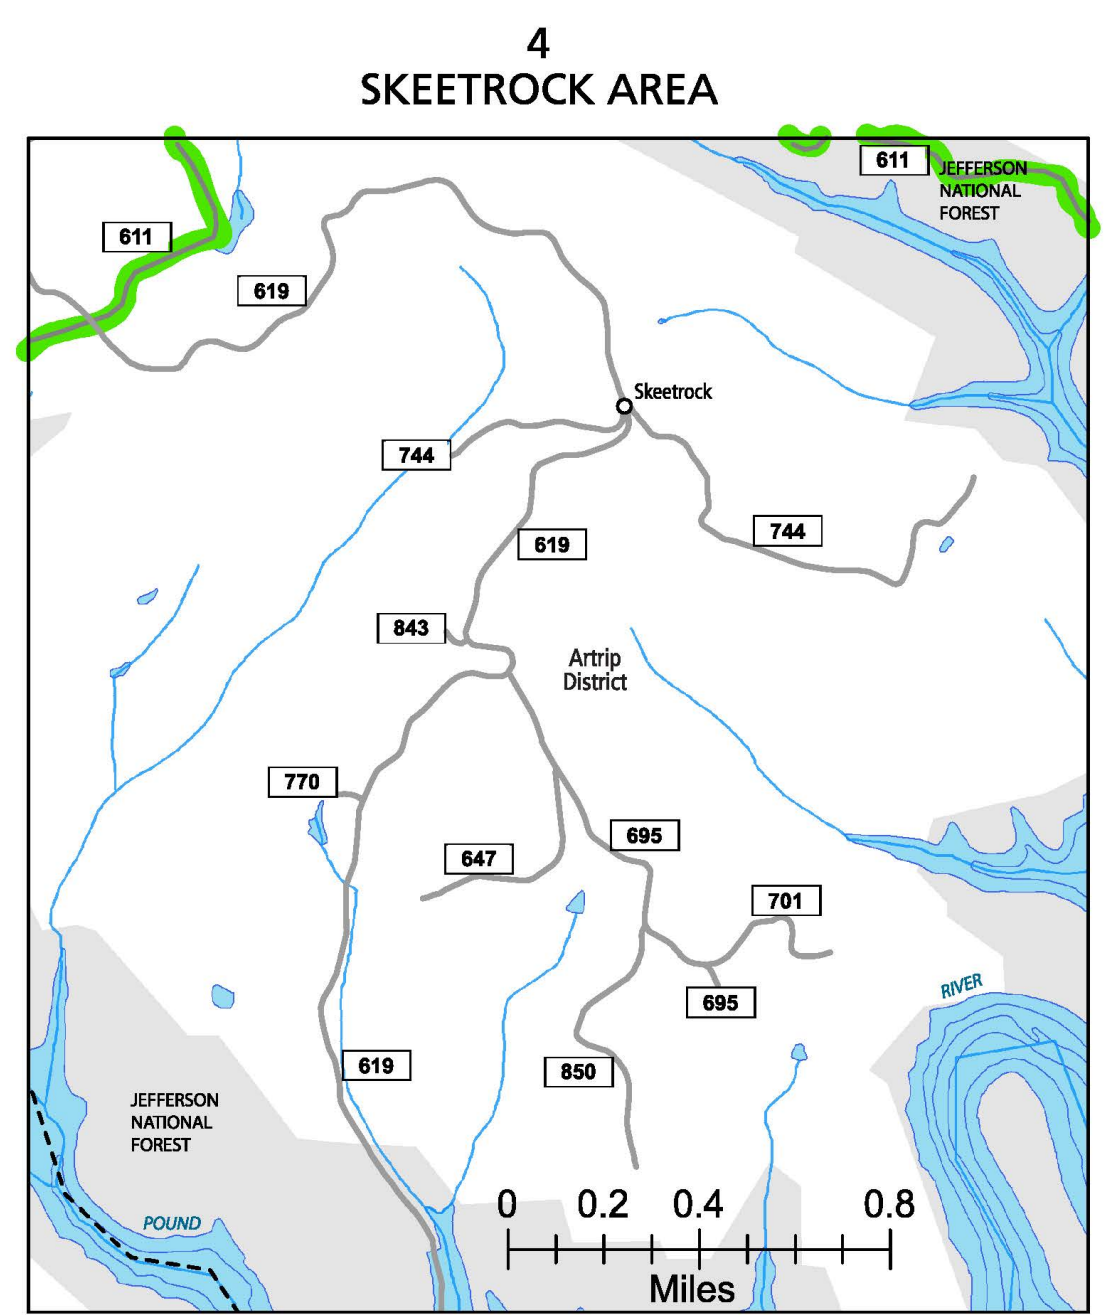 4
SKEETROCK AREA
611
JEFFERSON
NATIONAL
FOREST
611
619
Skeetrock
744
744
619
843
Artrip
District
770
695
647
701
RIVER
695
619
850
JEFFERSON
NATIONAL
FOREST
POUND
0 0.2 0.4 0.8
Miles